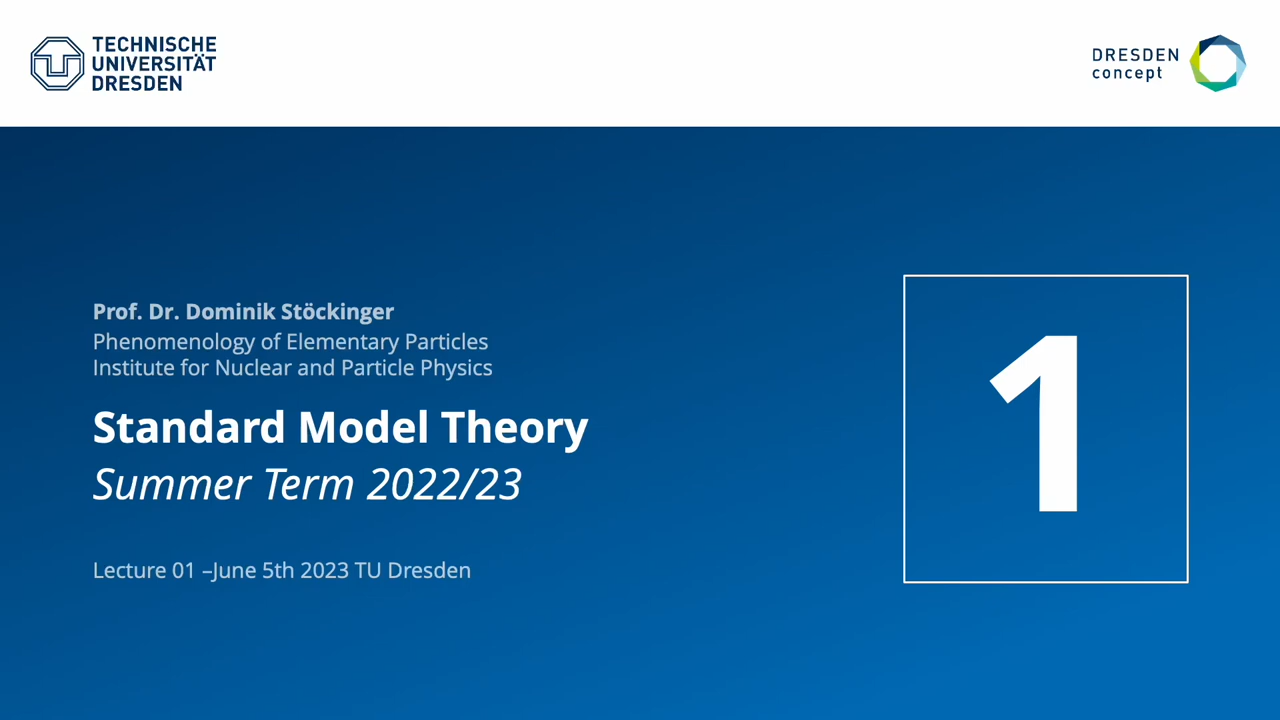 TECHNISCHE
UNIVERSITÄT
DRESDEN
DRESDEN
concept
Prof. Dr. Dominik Stöckinger
Phenomenology of Elementary Particles
Institute for Nuclear and Particle Physics
Standard Model Theory
Summer Term 2022/23
Lecture 01 –June 5th 2023 TU Dresden
1